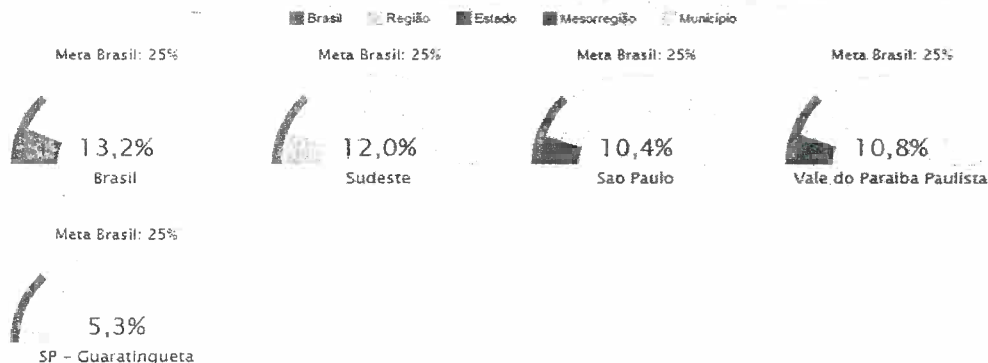 Brasil Região Estado Mesorregião Município
Meta Brasil: 25% Meta Brasil: 25% Meta Brasil: 25% Meta Brasil: 25%
13,2% 12,0% 10,4% 10,8%
Brasil Sudeste Sao Paulo Vale do Paraiba Paulista
Meta Brasil: 25%
5,3%
SP - Guaratingueta